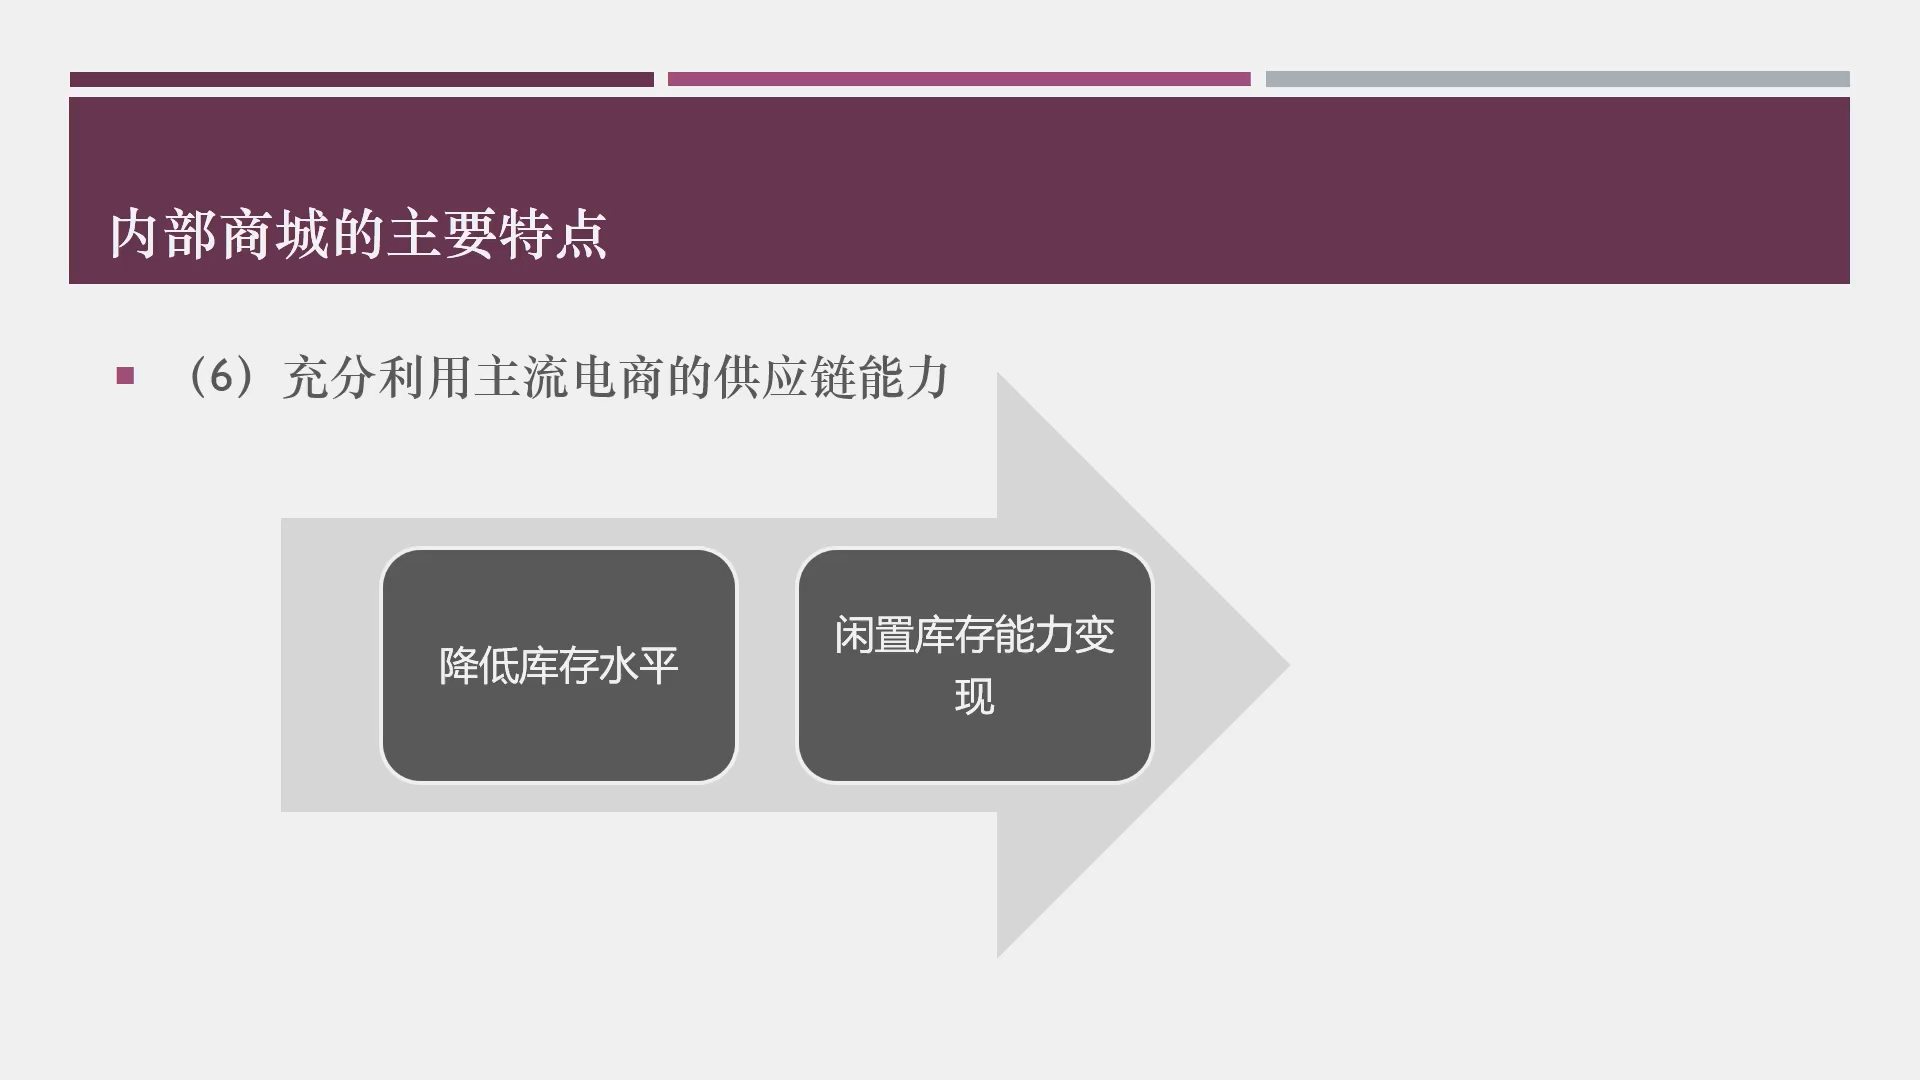 内部商城的主要特点
（6）充分利用主流电商的供应链能力
降低库存水平
闲置库存能力变
现